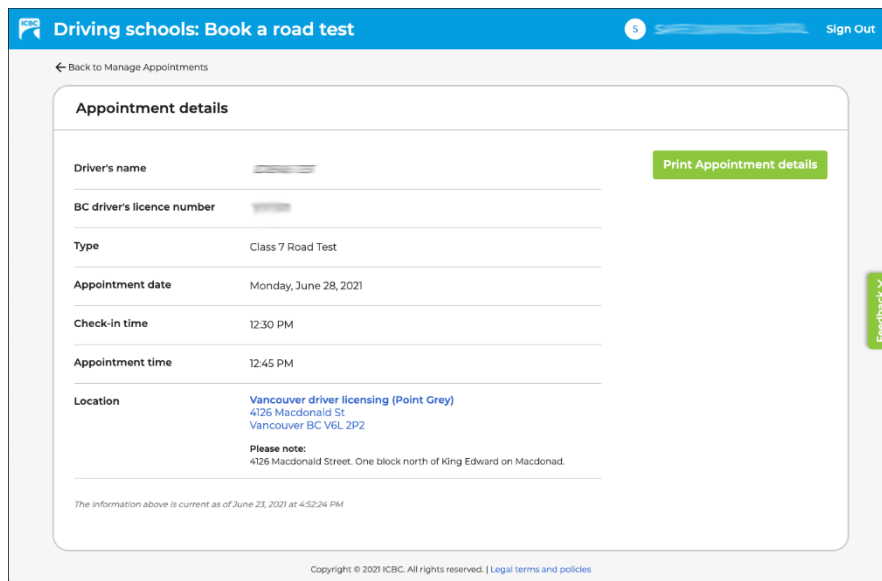 ICBC
Driving schools: Book a road test
S
Sign Out
← Back to Manage Appointments
Appointment details
Print Appointment details
Driver's name
BC driver's licence number
Type Class 7 Road Test
Appointment date Monday, June 28, 2021
Check-in time 12:30 PM
Appointment time 12:45 PM
Location Vancouver driver licensing (Point Grey)
4126 Macdonald St
Vancouver BC V6L 2P2
Please note:
4126 Macdonald Street. One block north of King Edward on Macdonad.
The information above is current as of June 23, 2021 at 4:52:24 PM
Feedback X
Copyright © 2021 ICBC. All rights reserved. | Legal terms and policies